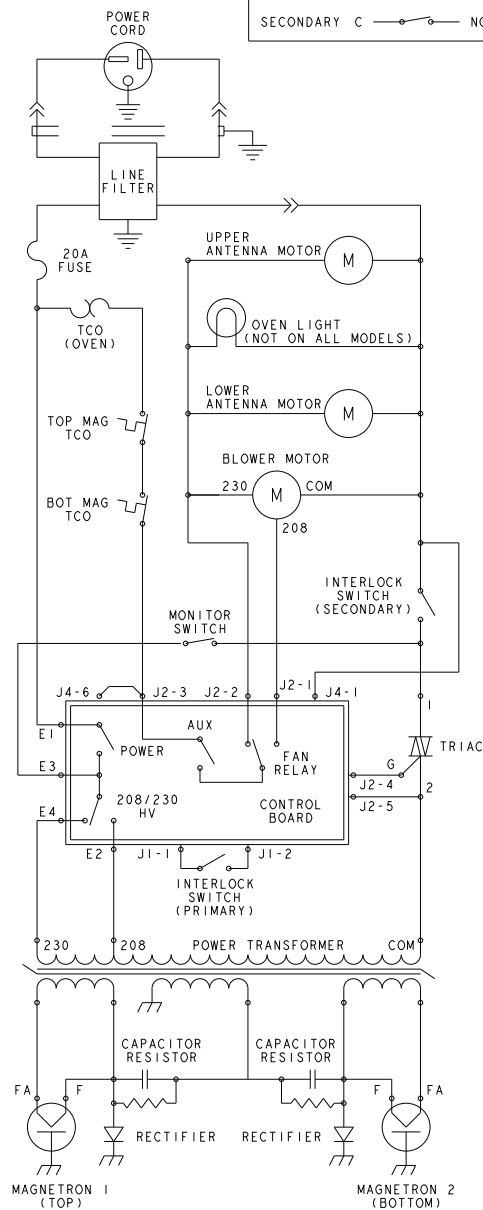 SECONDARY C
NO
POWER
CORD
LINE
FILTER
20A
FUSE
UPPER
ANTENNA MOTOR
M
TCO
(OVEN)
OVEN LIGHT
(NOT ON ALL MODELS)
LOWER
ANTENNA MOTOR
M
TOP MAG
TCO
BLOWER MOTOR
230
M
COM
BOT MAG
TCO
208
INTERLOCK
SWITCH
(SECONDARY)
MONITOR
SWITCH
J4-6
J2-3
J2-2
J2-1
J4-1
1
E1
POWER
AUX
FAN
RELAY
TRIAC
G
E3
J2-4
2
208/230
HV
CONTROL
BOARD
J2-5
E4
E2
J1-1
J1-2
INTERLOCK
SWITCH
(PRIMARY)
230
208
POWER TRANSFORMER
COM
CAPACITOR
RESISTOR
CAPACITOR
RESISTOR
FA
F
F
FA
RECTIFIER
RECTIFIER
MAGNETRON 1
(TOP)
MAGNETRON 2
(BOTTOM)